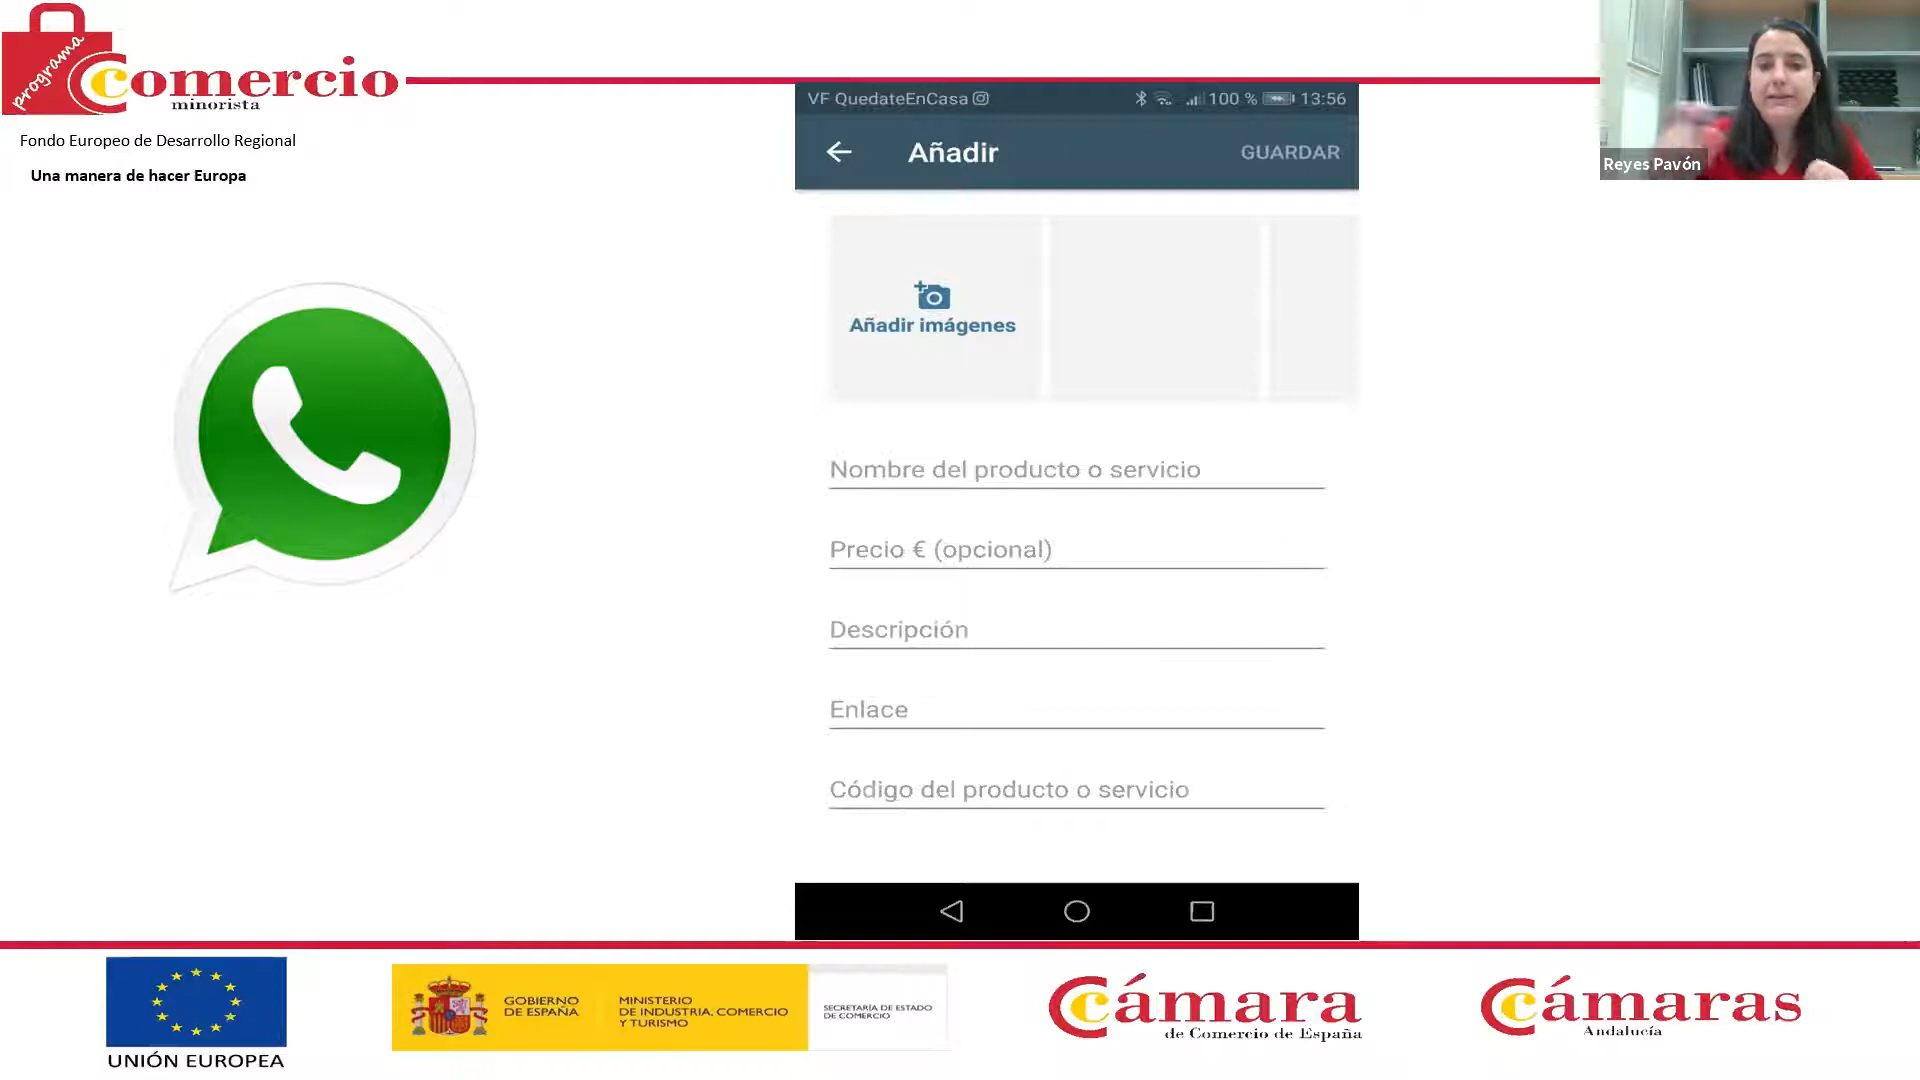 programa
comercio
minorista
Fondo Europeo de Desarrollo Regional
Una manera de hacer Europa
VF QuedateEnCasa 100 % 13:56
Añadir GUARDAR
Reyes Pavón
Añadir imágenes
Nombre del producto o servicio
Precio € (opcional)
Descripción
Enlace
Código del producto o servicio
UNIÓN EUROPEA
GOBIERNO
DE ESPAÑA
MINISTERIO
DE INDUSTRIA, COMERCIO
Y TURISMO
SECRETARÍA DE ESTADO
DE COMERCIO
Cámara
de Comercio de España
Cámaras
Andalucía